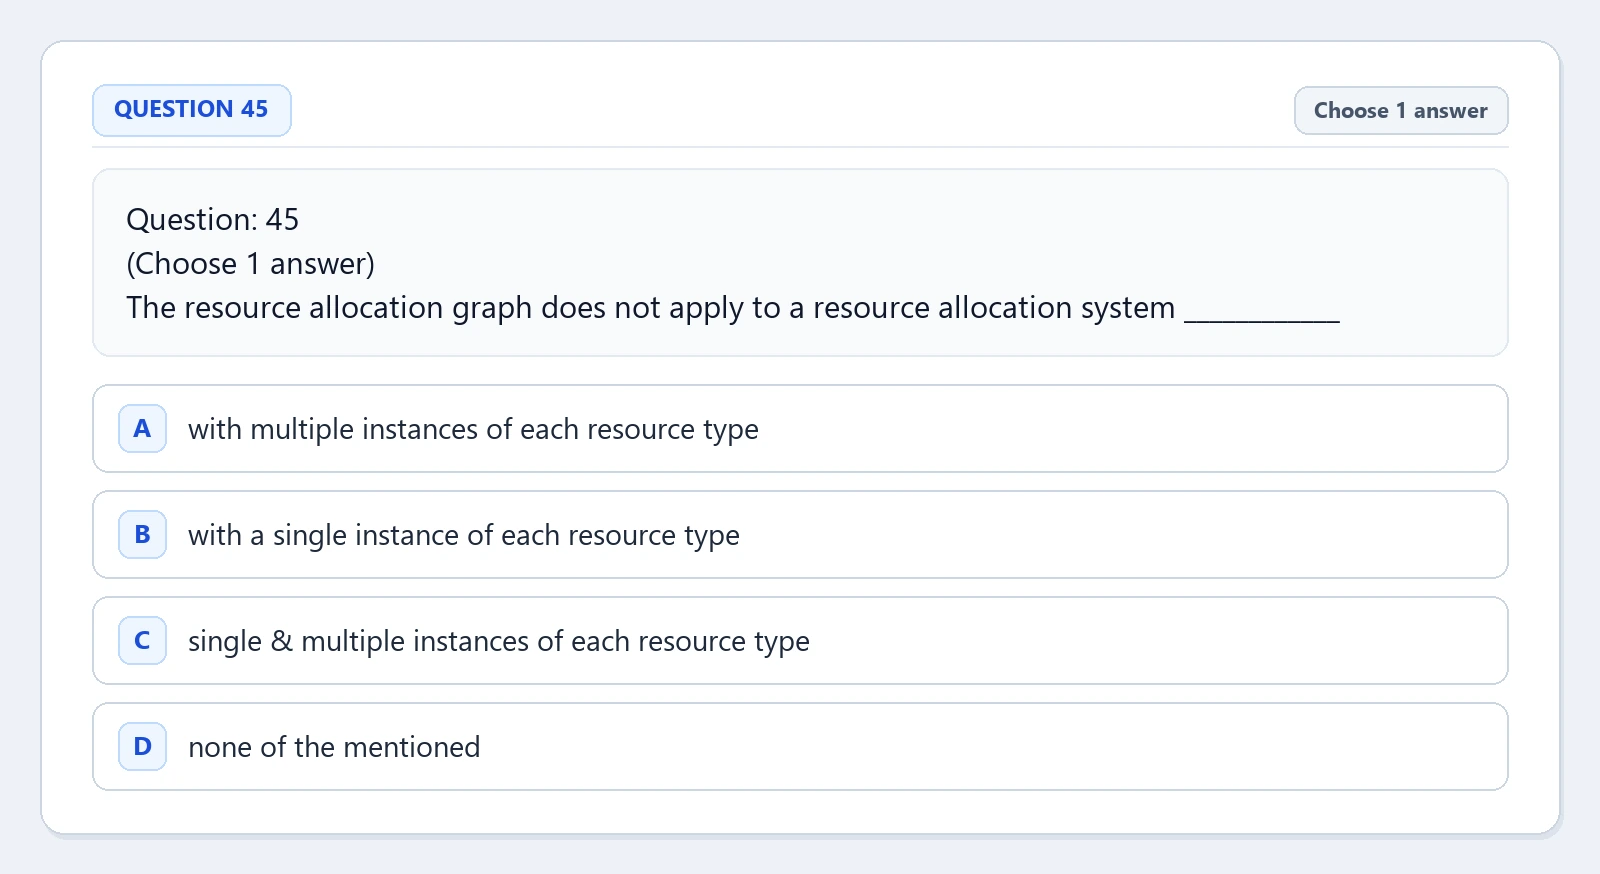 QUESTION 45
Choose 1 answer
Question: 45
(Choose 1 answer)
The resource allocation graph does not apply to a resource allocation system ____________
A with multiple instances of each resource type
B with a single instance of each resource type
C single & multiple instances of each resource type
D none of the mentioned